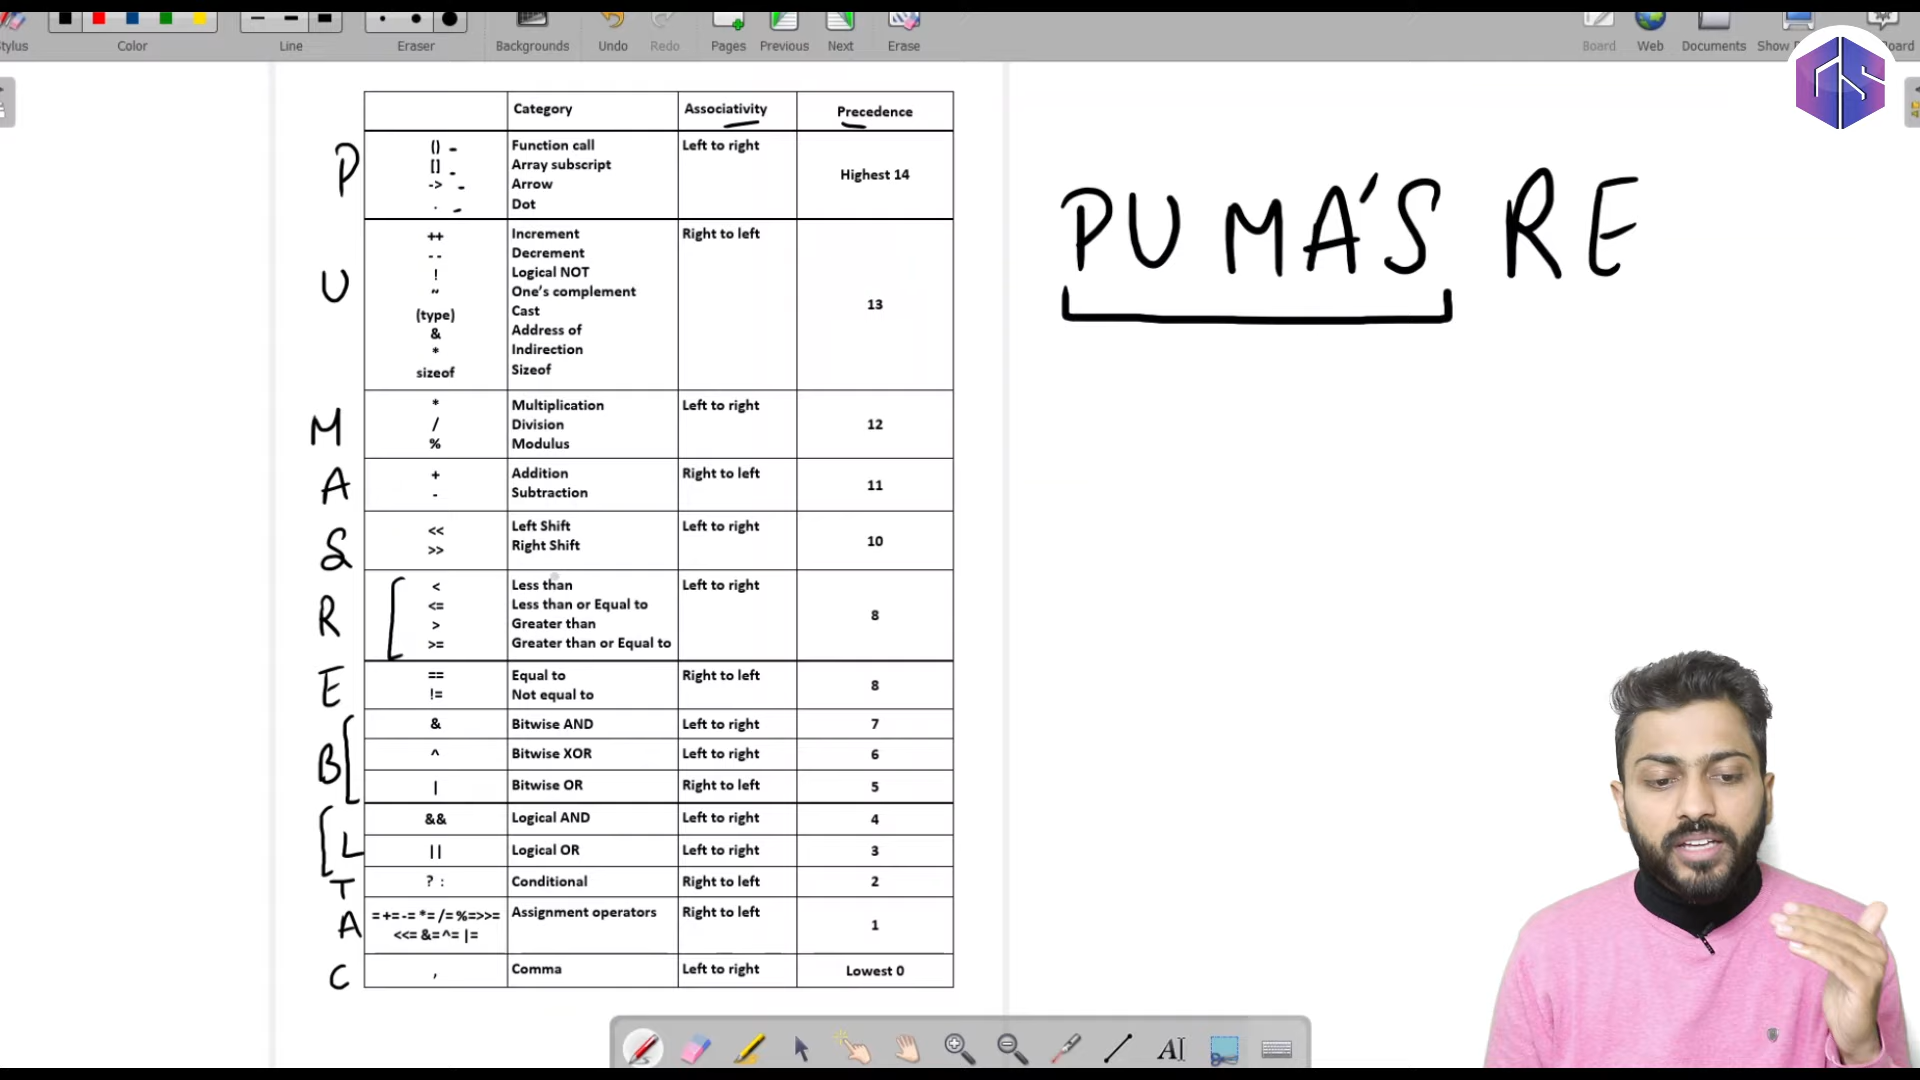 Stylus Color Line Eraser Backgrounds Undo Redo Pages Previous Next Erase Board Web Documents Show
Category Associativity Precedence
P
() Function call Left to right Highest 14
[] Array subscript
-> Arrow
. Dot
U
++ Increment Right to left 13
-- Decrement
! Logical NOT
~ One's complement
(type) Cast
& Address of
* Indirection
sizeof Sizeof
M
* Multiplication Left to right 12
/ Division
% Modulus
A
+ Addition Right to left 11
- Subtraction
S
<< Left Shift Left to right 10
>> Right Shift
R
< Less than Left to right 8
<= Less than or Equal to
> Greater than
>= Greater than or Equal to
E
== Equal to Right to left 8
!= Not equal to
B
& Bitwise AND Left to right 7
^ Bitwise XOR Left to right 6
| Bitwise OR Right to left 5
L
&& Logical AND Left to right 4
|| Logical OR Left to right 3
T ? : Conditional Right to left 2
A
= += -= *= /= %= >>= Assignment operators Right to left 1
<<= &= ^= |=
C , Comma Left to right Lowest 0
PUMA'S RE